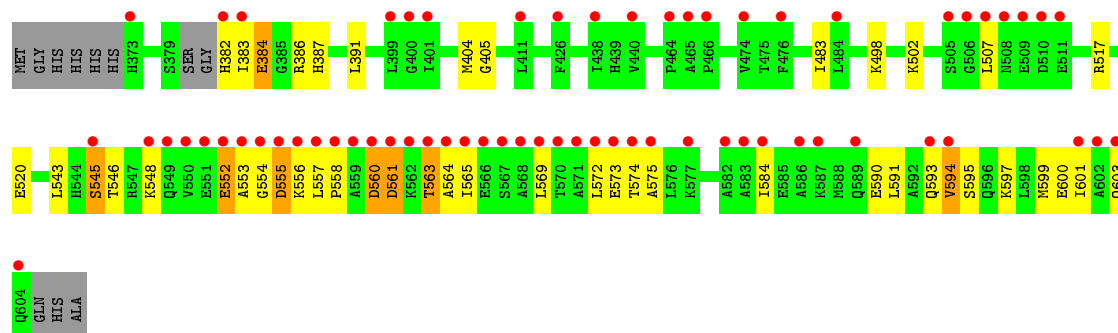 MET GLY HIS HIS HIS HIS H373 S379 SER GLY H382 I383 E384 G385 R386 H387 L391 L399 G400 I401 M404 G405 L411 F426 I438 H439 V440 P464 A465 P466 V474 T475 F476 I483 L484 K498 K502 S505 G506 L507 N508 E509 D510 E511 R517
E520 L543 H544 S545 T546 R547 K548 Q549 V550 E551 E552 A553 G554 D555 K556 L557 P558 A559 D560 D561 K562 T563 A564 I565 E566 S567 A568 L569 T570 A571 L572 E573 T574 A575 L576 K577 A582 A583 I584 E585 A586 K587 M588 Q589 E590 L591 A592 Q593 V594 S595 Q596 K597 L598 M599 E600 I601 A602 Q603
Q604 GLN HIS ALA